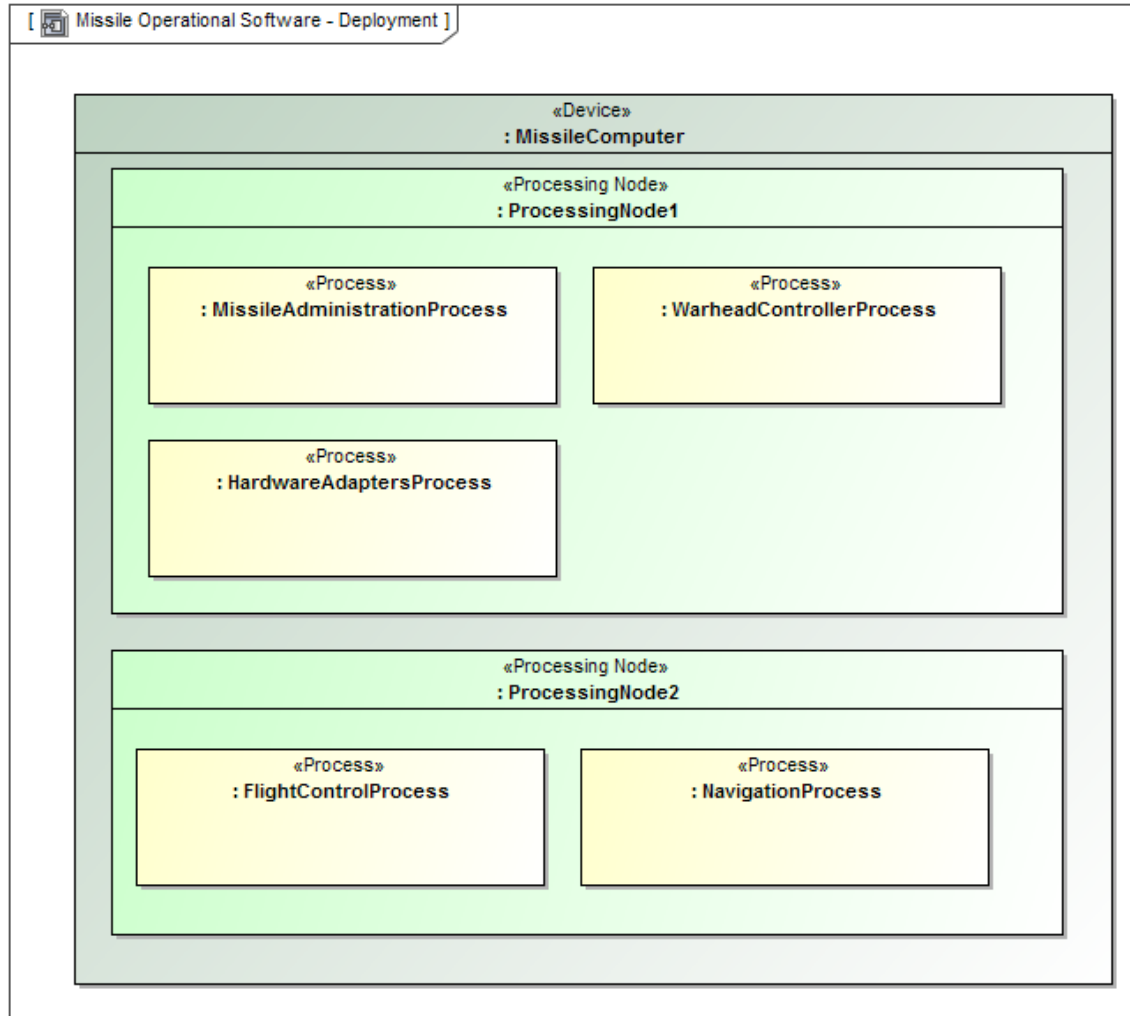 [ Missile Operational Software - Deployment ]
«Device»
: MissileComputer
«Processing Node»
: ProcessingNode1
«Process»
: MissileAdministrationProcess
«Process»
: WarheadControllerProcess
«Process»
: HardwareAdaptersProcess
«Processing Node»
: ProcessingNode2
«Process»
: FlightControlProcess
«Process»
: NavigationProcess